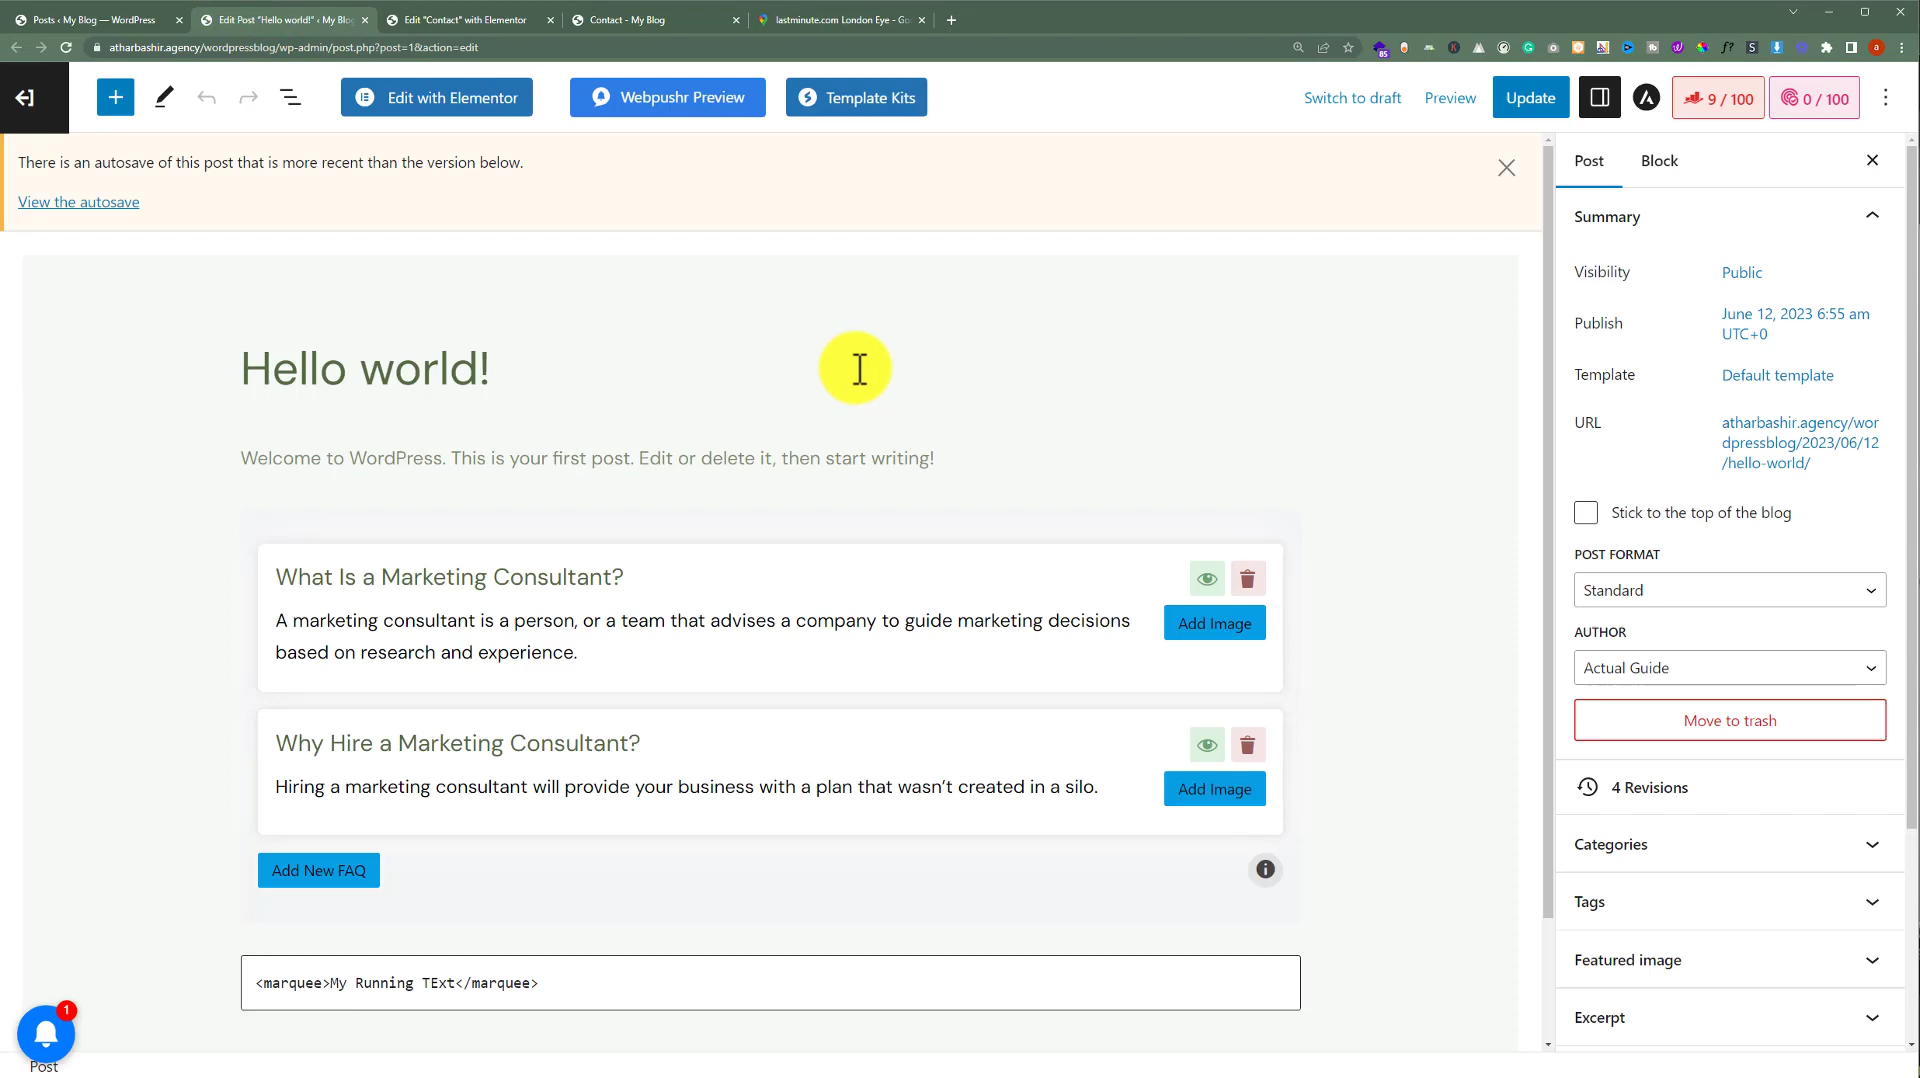 Posts ‹ My Blog — WordPress
Edit Post "Hello world!" ‹ My Blog
Edit "Contact" with Elementor
Contact - My Blog
lastminute.com London Eye - Go
atharbashir.agency/wordpressblog/wp-admin/post.php?post=1&action=edit
85
Edit with Elementor
Webpushr Preview
Template Kits
Switch to draft
Preview
Update
9 / 100
0 / 100
There is an autosave of this post that is more recent than the version below.
View the autosave
Hello world!
Welcome to WordPress. This is your first post. Edit or delete it, then start writing!
What Is a Marketing Consultant?
A marketing consultant is a person, or a team that advises a company to guide marketing decisions
based on research and experience.
Add Image
Why Hire a Marketing Consultant?
Hiring a marketing consultant will provide your business with a plan that wasn't created in a silo.
Add Image
Add New FAQ
<marquee>My Running TExt</marquee>
1
Post
Post
Block
Summary
Visibility
Public
Publish
June 12, 2023 6:55 am
UTC+0
Template
Default template
URL
atharbashir.agency/wor
dpressblog/2023/06/12
/hello-world/
Stick to the top of the blog
POST FORMAT
Standard
AUTHOR
Actual Guide
Move to trash
4 Revisions
Categories
Tags
Featured image
Excerpt